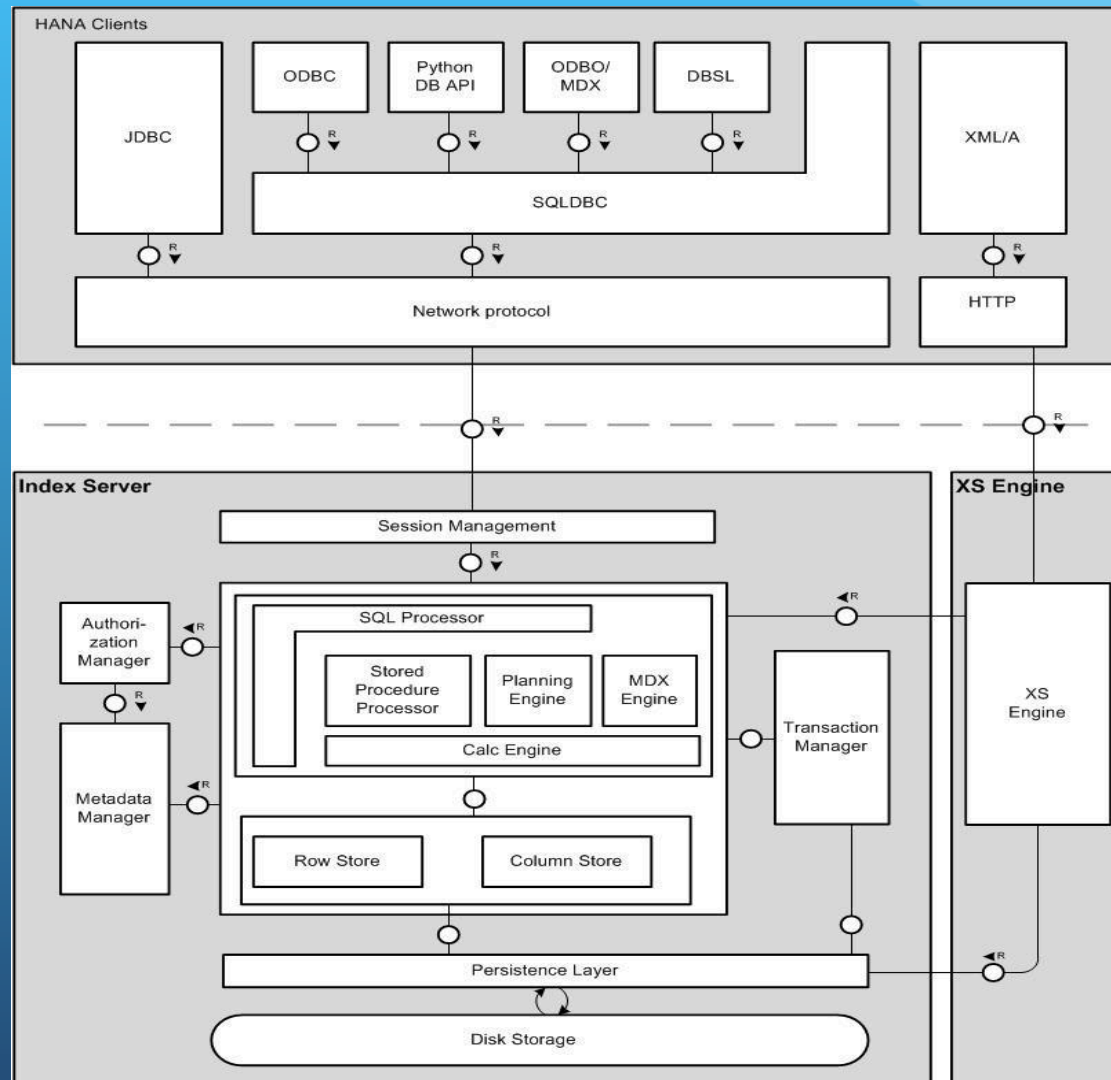 HANA Clients
JDBC
ODBC
Python
DB API
ODBO/
MDX
DBSL
XML/A
R
R
R
R
SQLDBC
R
R
R
Network protocol
HTTP
R
R
Index Server
XS Engine
Session Management
R
Authori-
zation
Manager
R
SQL Processor
R
Stored
Procedure
Processor
Planning
Engine
MDX
Engine
Calc Engine
Transaction
Manager
XS
Engine
R
Metadata
Manager
R
Row Store
Column Store
Persistence Layer
R
Disk Storage